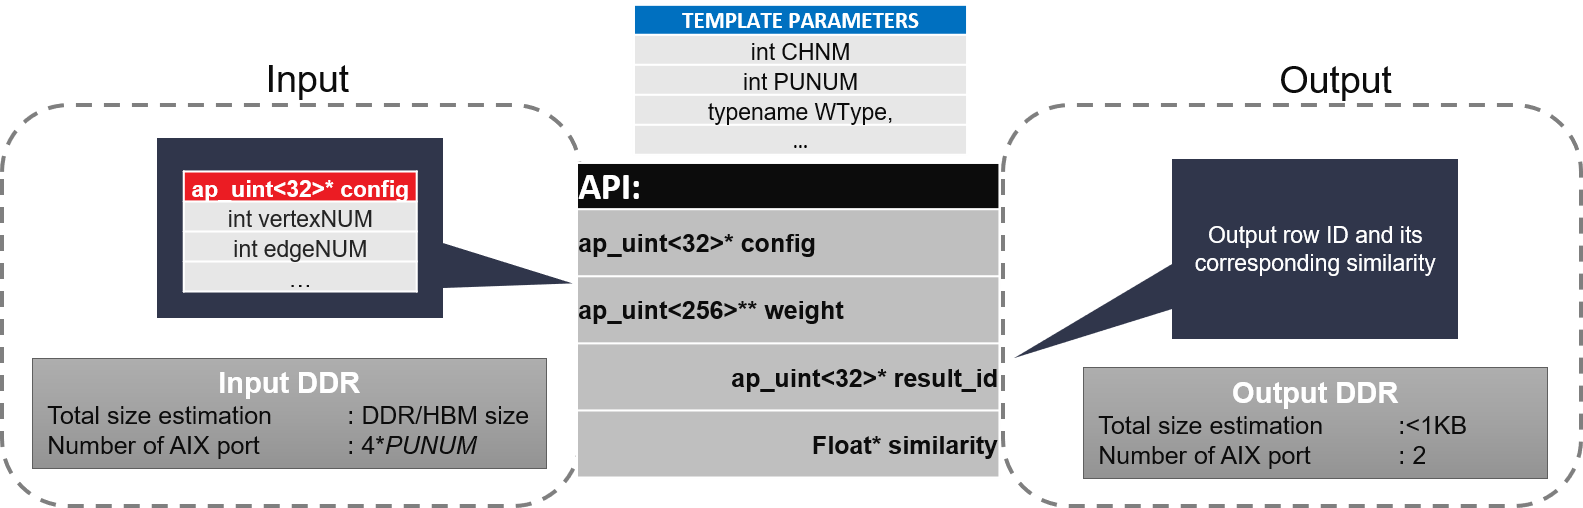 TEMPLATE PARAMETERS
int CHNM
int PUNUM
typename WType,
...
Input
ap_uint<32>* config
int vertexNUM
int edgeNUM
...
Input DDR
Total size estimation : DDR/HBM size
Number of AIX port : 4*PUNUM
API:
ap_uint<32>* config
ap_uint<256>** weight
ap_uint<32>* result_id
Float* similarity
Output
Output row ID and its
corresponding similarity
Output DDR
Total size estimation :<1KB
Number of AIX port : 2